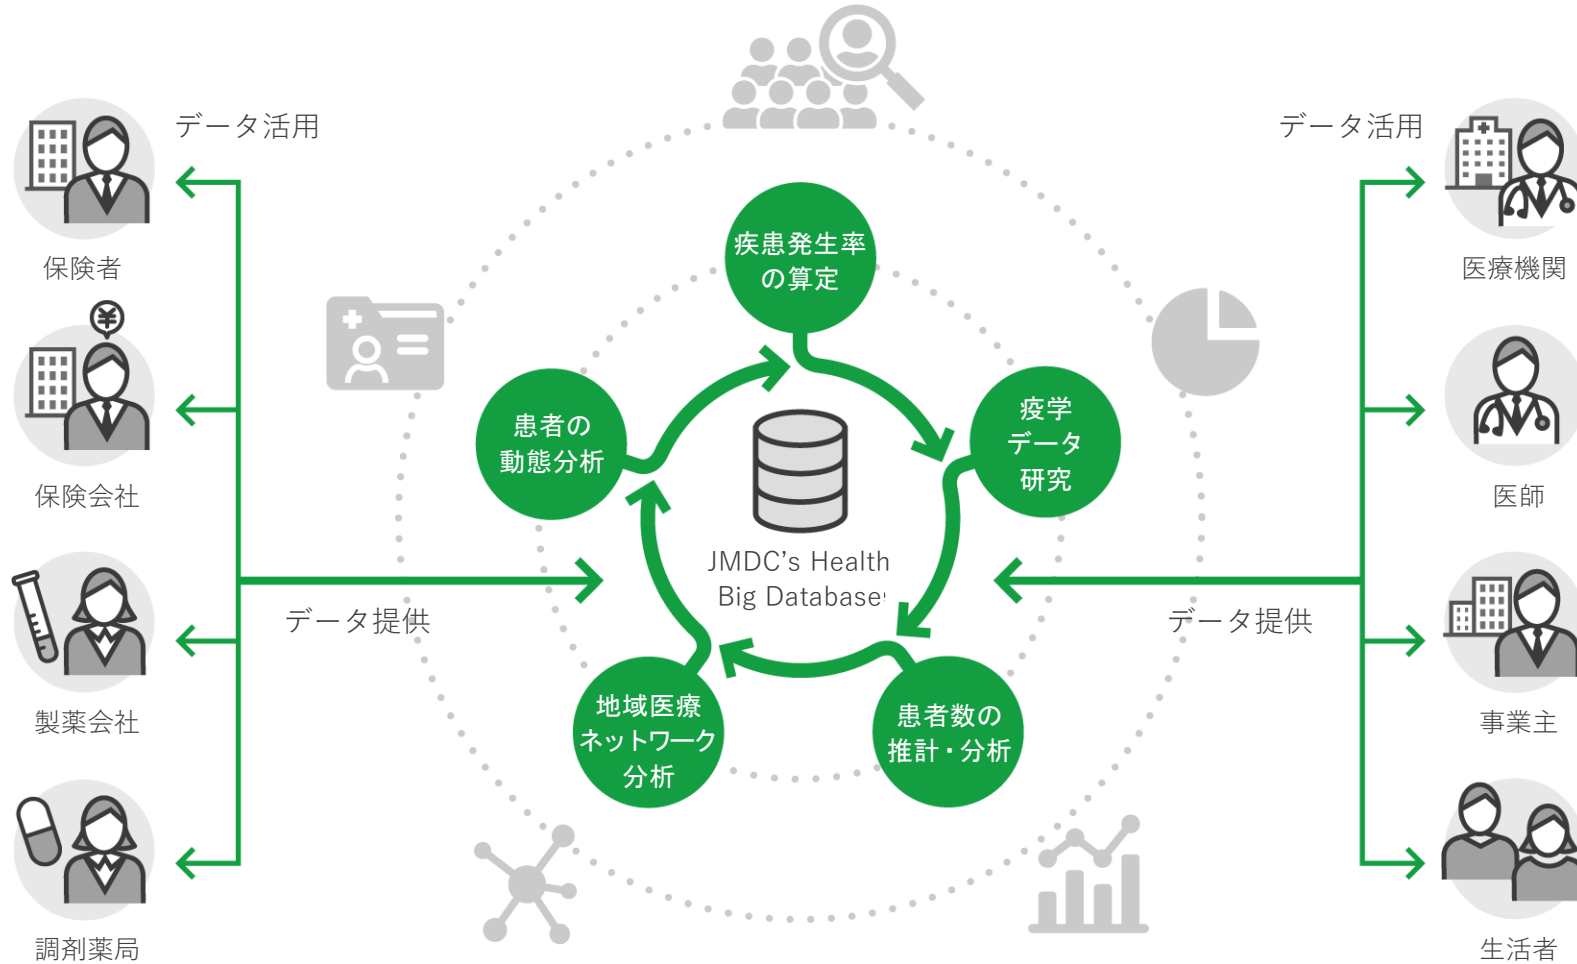 データ活用
データ活用
保険者
医療機関
疾患発生率
の算定
¥
患者の
動態分析
疫学
データ
研究
保険会社
医師
JMDC's Health
Big Database
データ提供
データ提供
地域医療
ネットワーク
分析
患者数の
推計・分析
製薬会社
事業主
調剤薬局
生活者